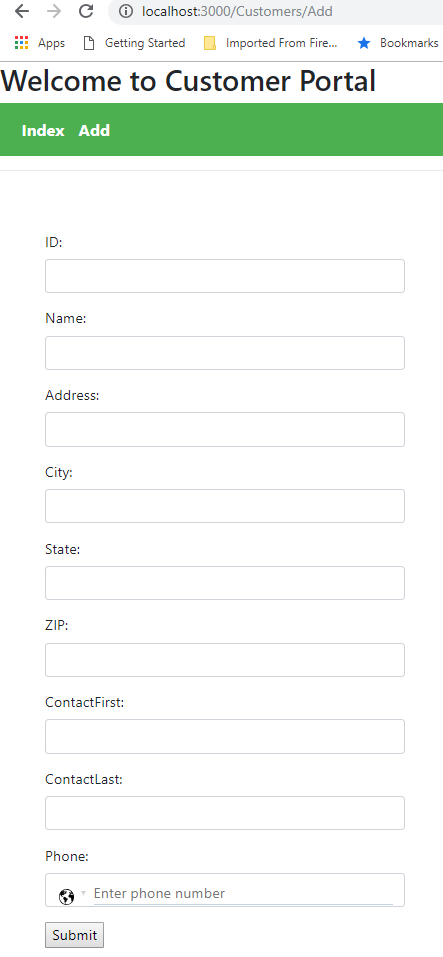 localhost:3000/Customers/Add
Apps Getting Started Imported From Fire... Bookmarks
Welcome to Customer Portal
Index Add
ID:
Name:
Address:
City:
State:
ZIP:
ContactFirst:
ContactLast:
Phone:
Enter phone number
Submit